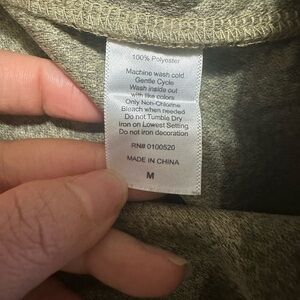 100% Polyester
Machine wash cold
Gentle Cycle
Wash inside out
with like colors
Only Non-Chlorine
Bleach when needed
Do not Tumble Dry
Iron on Lowest Setting
Do not iron decoration
RN# 0100520
MADE IN CHINA
M